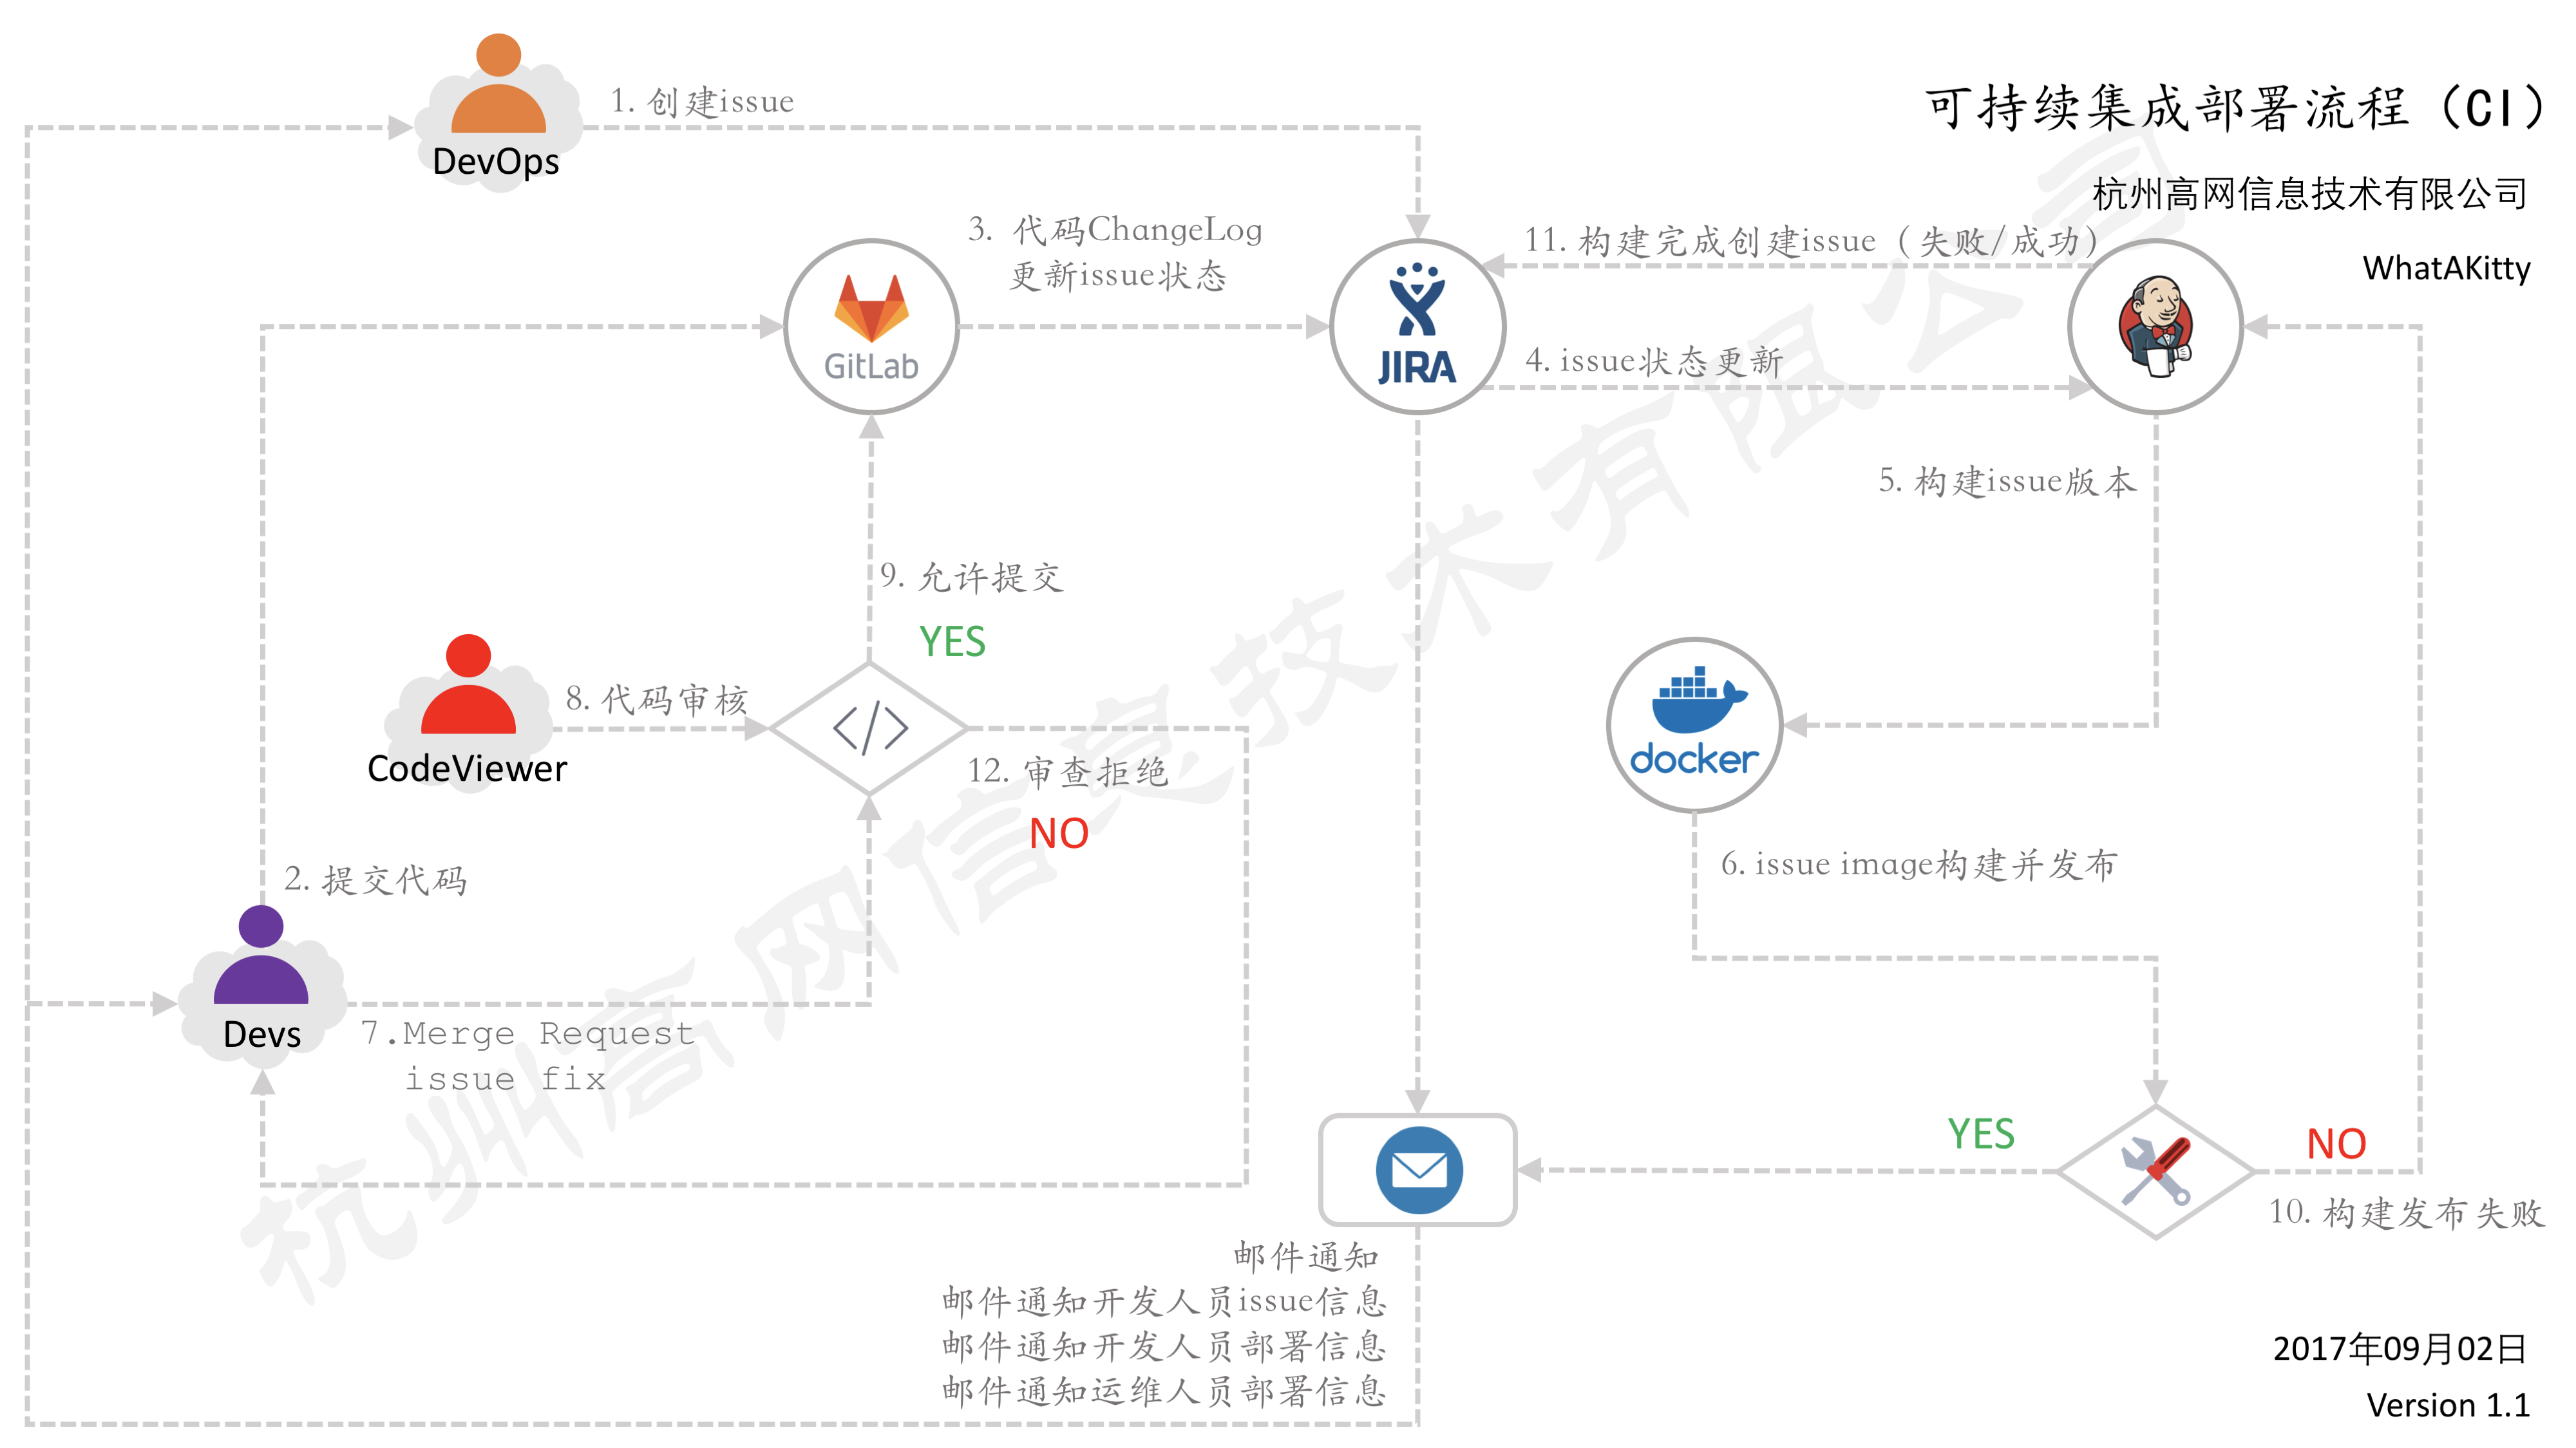 可持续集成部署流程（CI）
杭州高网信息技术有限公司
WhatAKitty
DevOps
1. 创建issue
3. 代码ChangeLog
更新issue状态
11. 构建完成创建issue（失败/成功）
GitLab
JIRA
4. issue状态更新
5. 构建issue版本
9. 允许提交
YES
8. 代码审核
CodeViewer
</>
12. 审查拒绝
NO
docker
6. issue image构建并发布
2. 提交代码
Devs
7.Merge Request
issue fix
YES
NO
10. 构建发布失败
邮件通知
邮件通知开发人员issue信息
邮件通知开发人员部署信息
邮件通知运维人员部署信息
2017年09月02日
Version 1.1
杭州高网信息技术有限公司